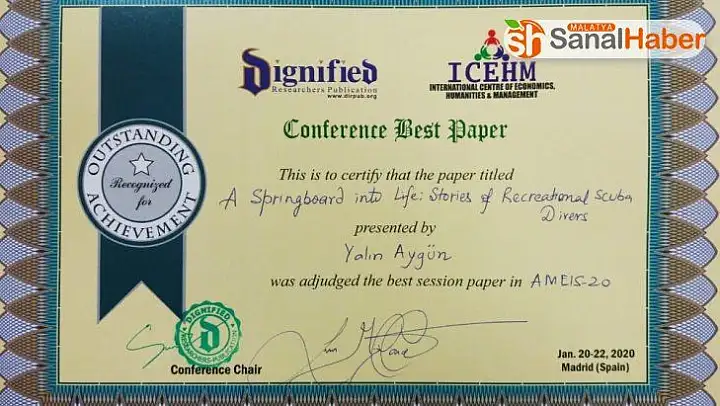 MALATYA
sh SanalHaber
Dignified
Researchers Publication
www.dirpub.org
ICEHM
INTERNATIONAL CENTRE OF ECONOMICS,
HUMANITIES & MANAGEMENT
Conference Best Paper
OUTSTANDING
Recognized
for
ACHIEVEMENT
This is to certify that the paper titled
A Springboard into Life: Stories of Recreational Scuba
Divers
presented by
Yalın Aygün
was adjudged the best session paper in AMEIS-20
DIGNIFIED
d
RESEARCHERS PUBLICATION
Conference Chair
Jan. 20-22, 2020
Madrid (Spain)